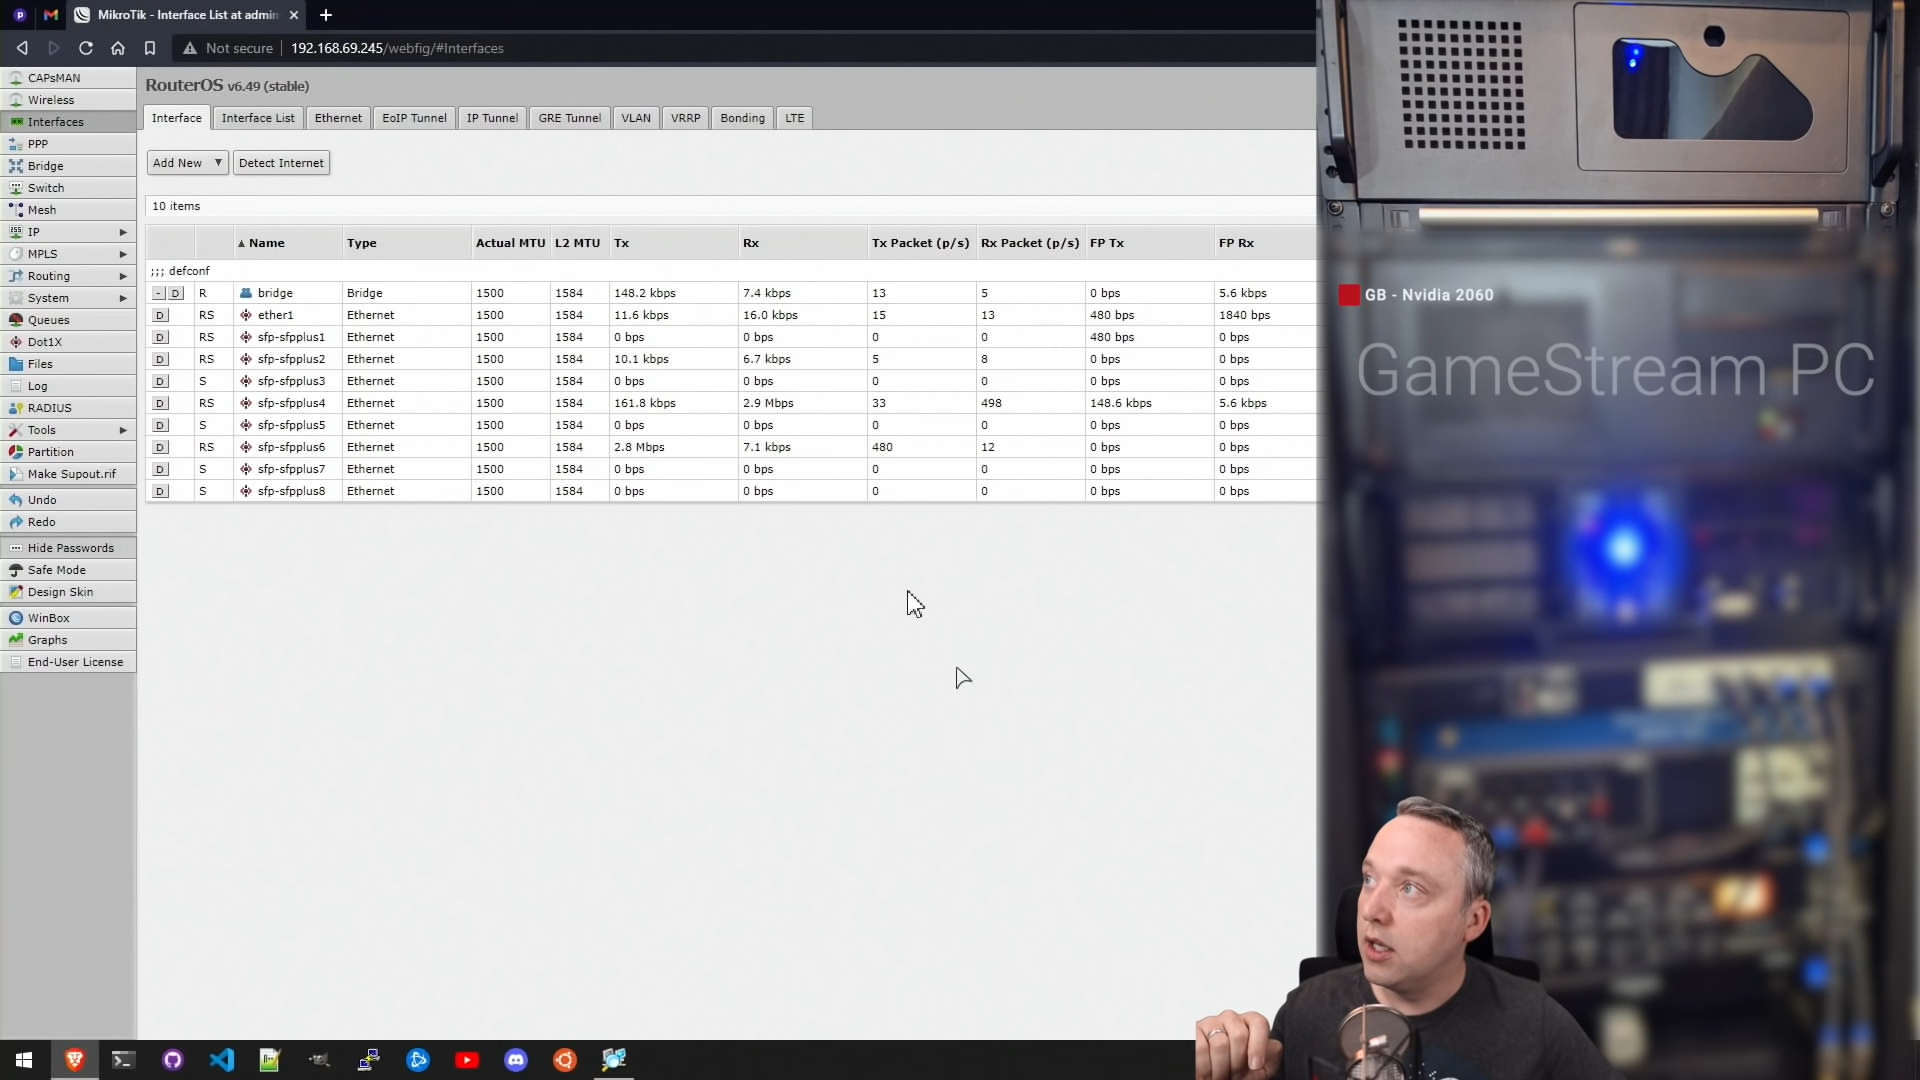 MikroTik - Interface List at admin
Not secure
192.168.69.245/webfig/#Interfaces
CAPsMAN
Wireless
Interfaces
PPP
Bridge
Switch
Mesh
IP
MPLS
Routing
System
Queues
Dot1X
Files
Log
RADIUS
Tools
Partition
Make Supout.rif
Undo
Redo
Hide Passwords
Safe Mode
Design Skin
WinBox
Graphs
End-User License
RouterOS v6.49 (stable)
Interface Interface List Ethernet EoIP Tunnel IP Tunnel GRE Tunnel VLAN VRRP Bonding LTE
Add New Detect Internet
10 items
Name Type Actual MTU L2 MTU Tx Rx Tx Packet (p/s) Rx Packet (p/s) FP Tx FP Rx
;;; defconf
- D R bridge Bridge 1500 1584 148.2 kbps 7.4 kbps 13 5 0 bps 5.6 kbps
D RS ether1 Ethernet 1500 1584 11.6 kbps 16.0 kbps 15 13 480 bps 1840 bps
D RS sfp-sfpplus1 Ethernet 1500 1584 0 bps 0 bps 0 0 480 bps 0 bps
D RS sfp-sfpplus2 Ethernet 1500 1584 10.1 kbps 6.7 kbps 5 8 0 bps 0 bps
D S sfp-sfpplus3 Ethernet 1500 1584 0 bps 0 bps 0 0 0 bps 0 bps
D RS sfp-sfpplus4 Ethernet 1500 1584 161.8 kbps 2.9 Mbps 33 498 148.6 kbps 5.6 kbps
D S sfp-sfpplus5 Ethernet 1500 1584 0 bps 0 bps 0 0 0 bps 0 bps
D RS sfp-sfpplus6 Ethernet 1500 1584 2.8 Mbps 7.1 kbps 480 12 0 bps 0 bps
D S sfp-sfpplus7 Ethernet 1500 1584 0 bps 0 bps 0 0 0 bps 0 bps
D S sfp-sfpplus8 Ethernet 1500 1584 0 bps 0 bps 0 0 0 bps 0 bps
GB - Nvidia 2060
GameStream PC